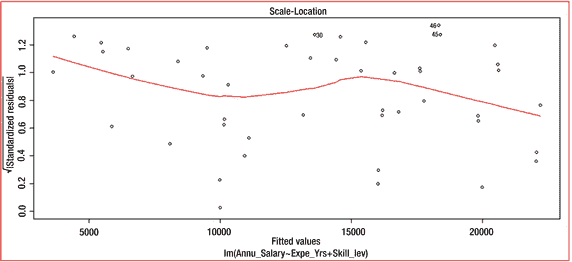 Scale-Location
√|Standardized residuals|
1.2
1.0
0.8
0.6
0.4
0.2
0.0
46
45
30
5000 10000 15000 20000
Fitted values
lm(Annu_Salary~Expe_Yrs+Skill_lev)